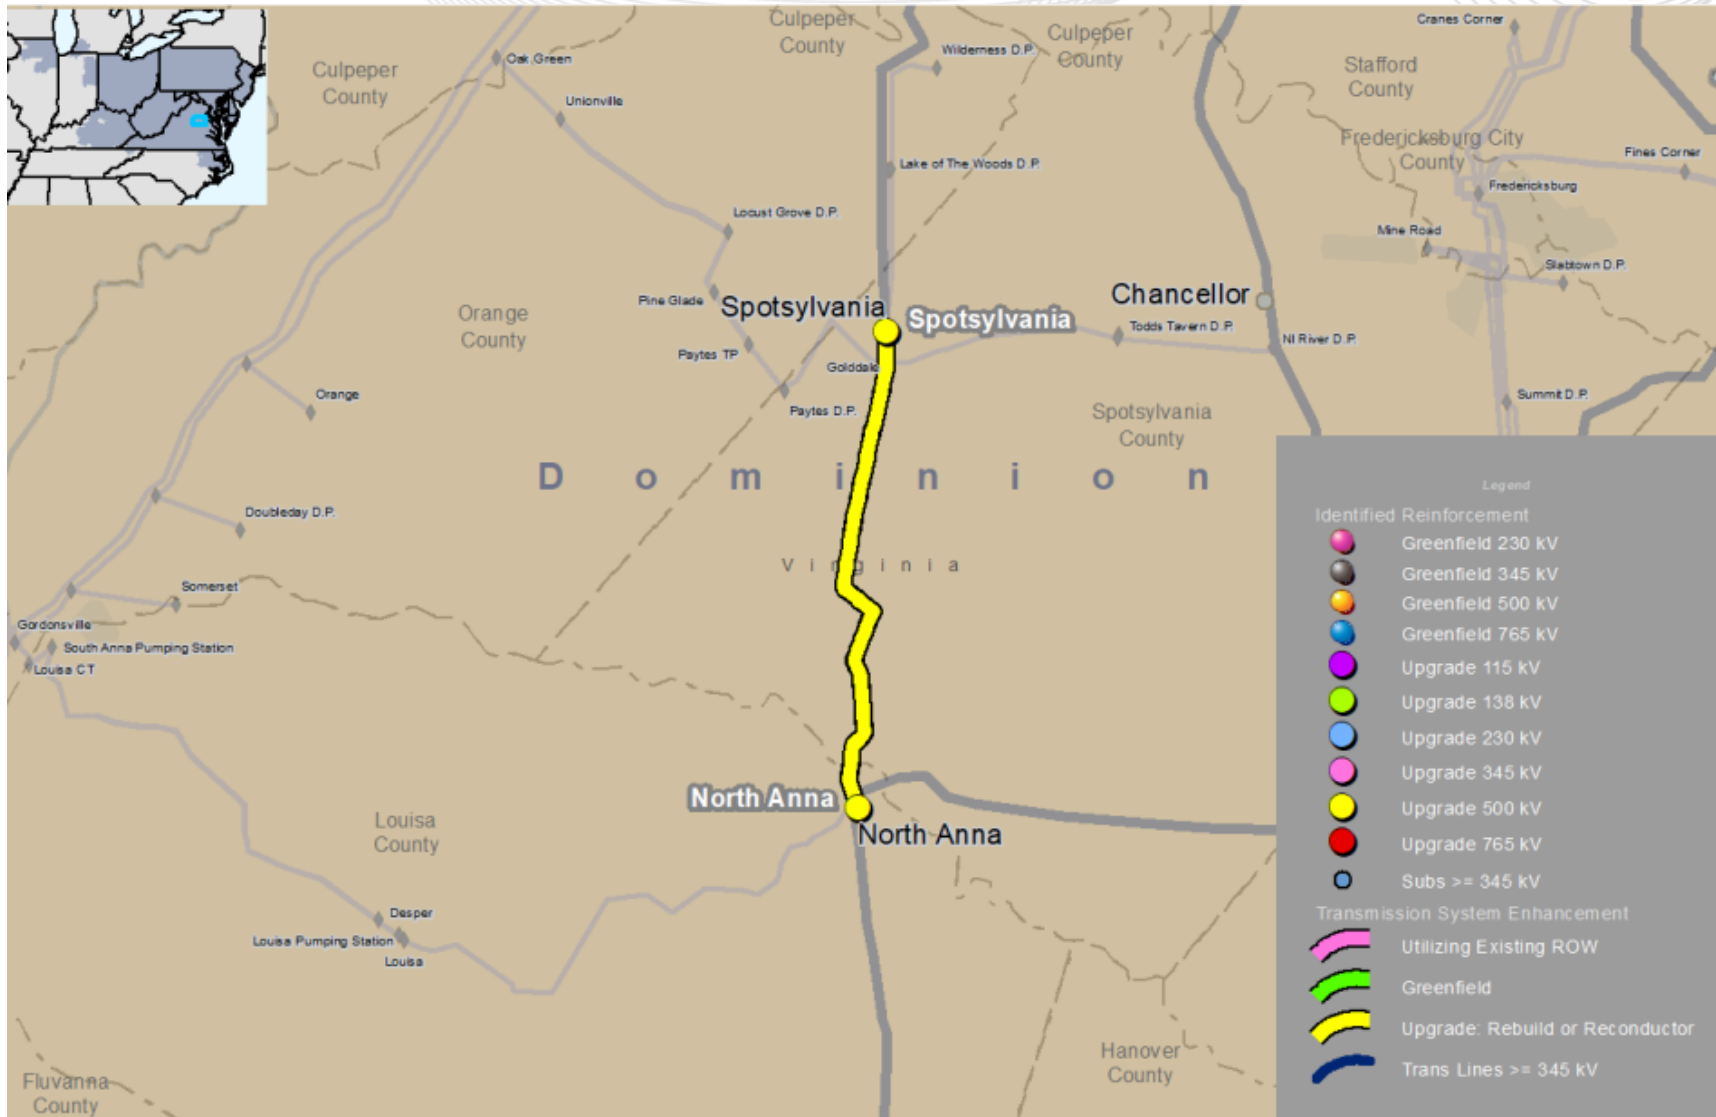 Culpeper
County
Culpeper
County
Cranes Corner
Wilderness D.P.
Oak Green
Culpeper
County
Stafford
County
Unionville
Fredericksburg City
County
Fines Corner
Lake of The Woods D.P.
Fredericksburg
Locust Grove D.P.
Mine Road
Slabtown D.P.
Pine Glade
Spotsylvania
Spotsylvania
Chancellor
Orange
County
Todds Tavern D.P.
NI River D.P.
Paytes TP
Golddale
Orange
Summit D.P.
Paytes D.P.
Spotsylvania
County
Dominion
Doubleday D.P.
Virginia
Somerset
Gordonsville
South Anna Pumping Station
Louisa CT
North Anna
North Anna
Louisa
County
Desper
Louisa Pumping Station
Louisa
Hanover
County
Fluvanna
County
Legend
Identified Reinforcement
Greenfield 230 kV
Greenfield 345 kV
Greenfield 500 kV
Greenfield 765 kV
Upgrade 115 kV
Upgrade 138 kV
Upgrade 230 kV
Upgrade 345 kV
Upgrade 500 kV
Upgrade 765 kV
Subs >= 345 kV
Transmission System Enhancement
Utilizing Existing ROW
Greenfield
Upgrade: Rebuild or Reconductor
Trans Lines >= 345 kV